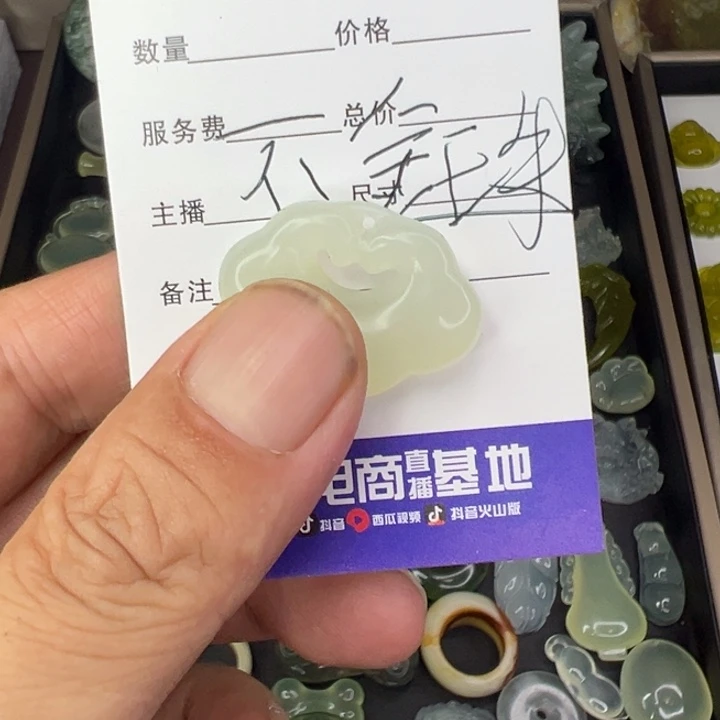 数量 价格
服务费 总价
主播 尺寸
备注
电商直播基地
抖音 西瓜视频 抖音火山版